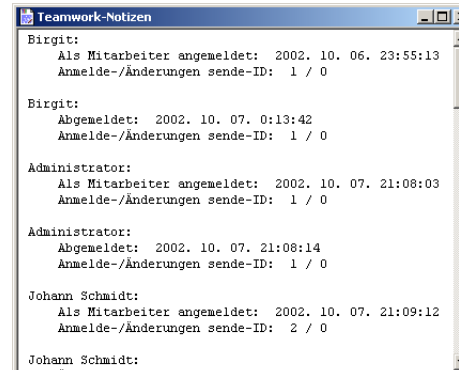 Teamwork-Notizen
Birgit:
Als Mitarbeiter angemeldet: 2002. 10. 06. 23:55:13
Anmelde-/Änderungen sende-ID: 1 / 0
Birgit:
Abgemeldet: 2002. 10. 07. 0:13:42
Anmelde-/Änderungen sende-ID: 1 / 0
Administrator:
Als Mitarbeiter angemeldet: 2002. 10. 07. 21:08:03
Anmelde-/Änderungen sende-ID: 1 / 0
Administrator:
Abgemeldet: 2002. 10. 07. 21:08:14
Anmelde-/Änderungen sende-ID: 1 / 0
Johann Schmidt:
Als Mitarbeiter angemeldet: 2002. 10. 07. 21:09:12
Anmelde-/Änderungen sende-ID: 2 / 0
Johann Schmidt: